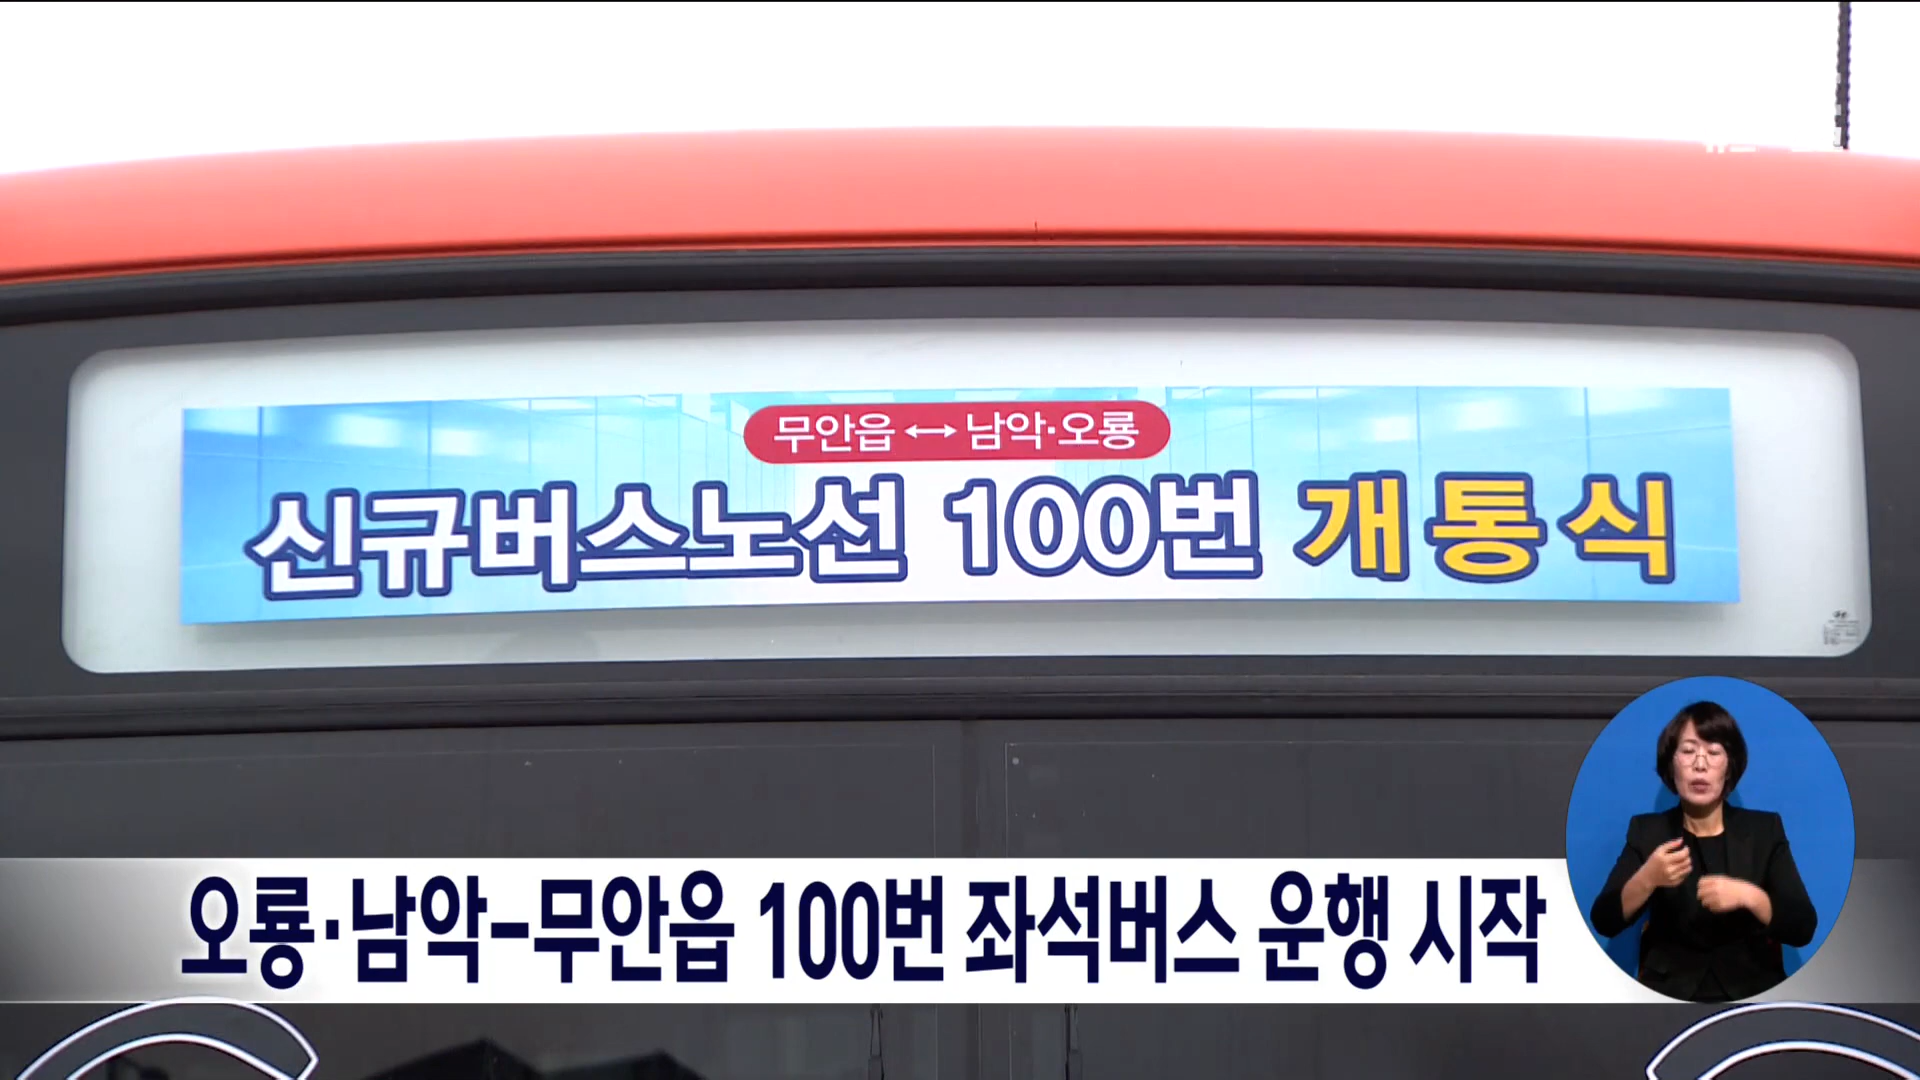 무안읍↔남악·오룡
신규버스노선 100번 개통식
오룡·남악-무안읍 100번 좌석버스 운행 시작